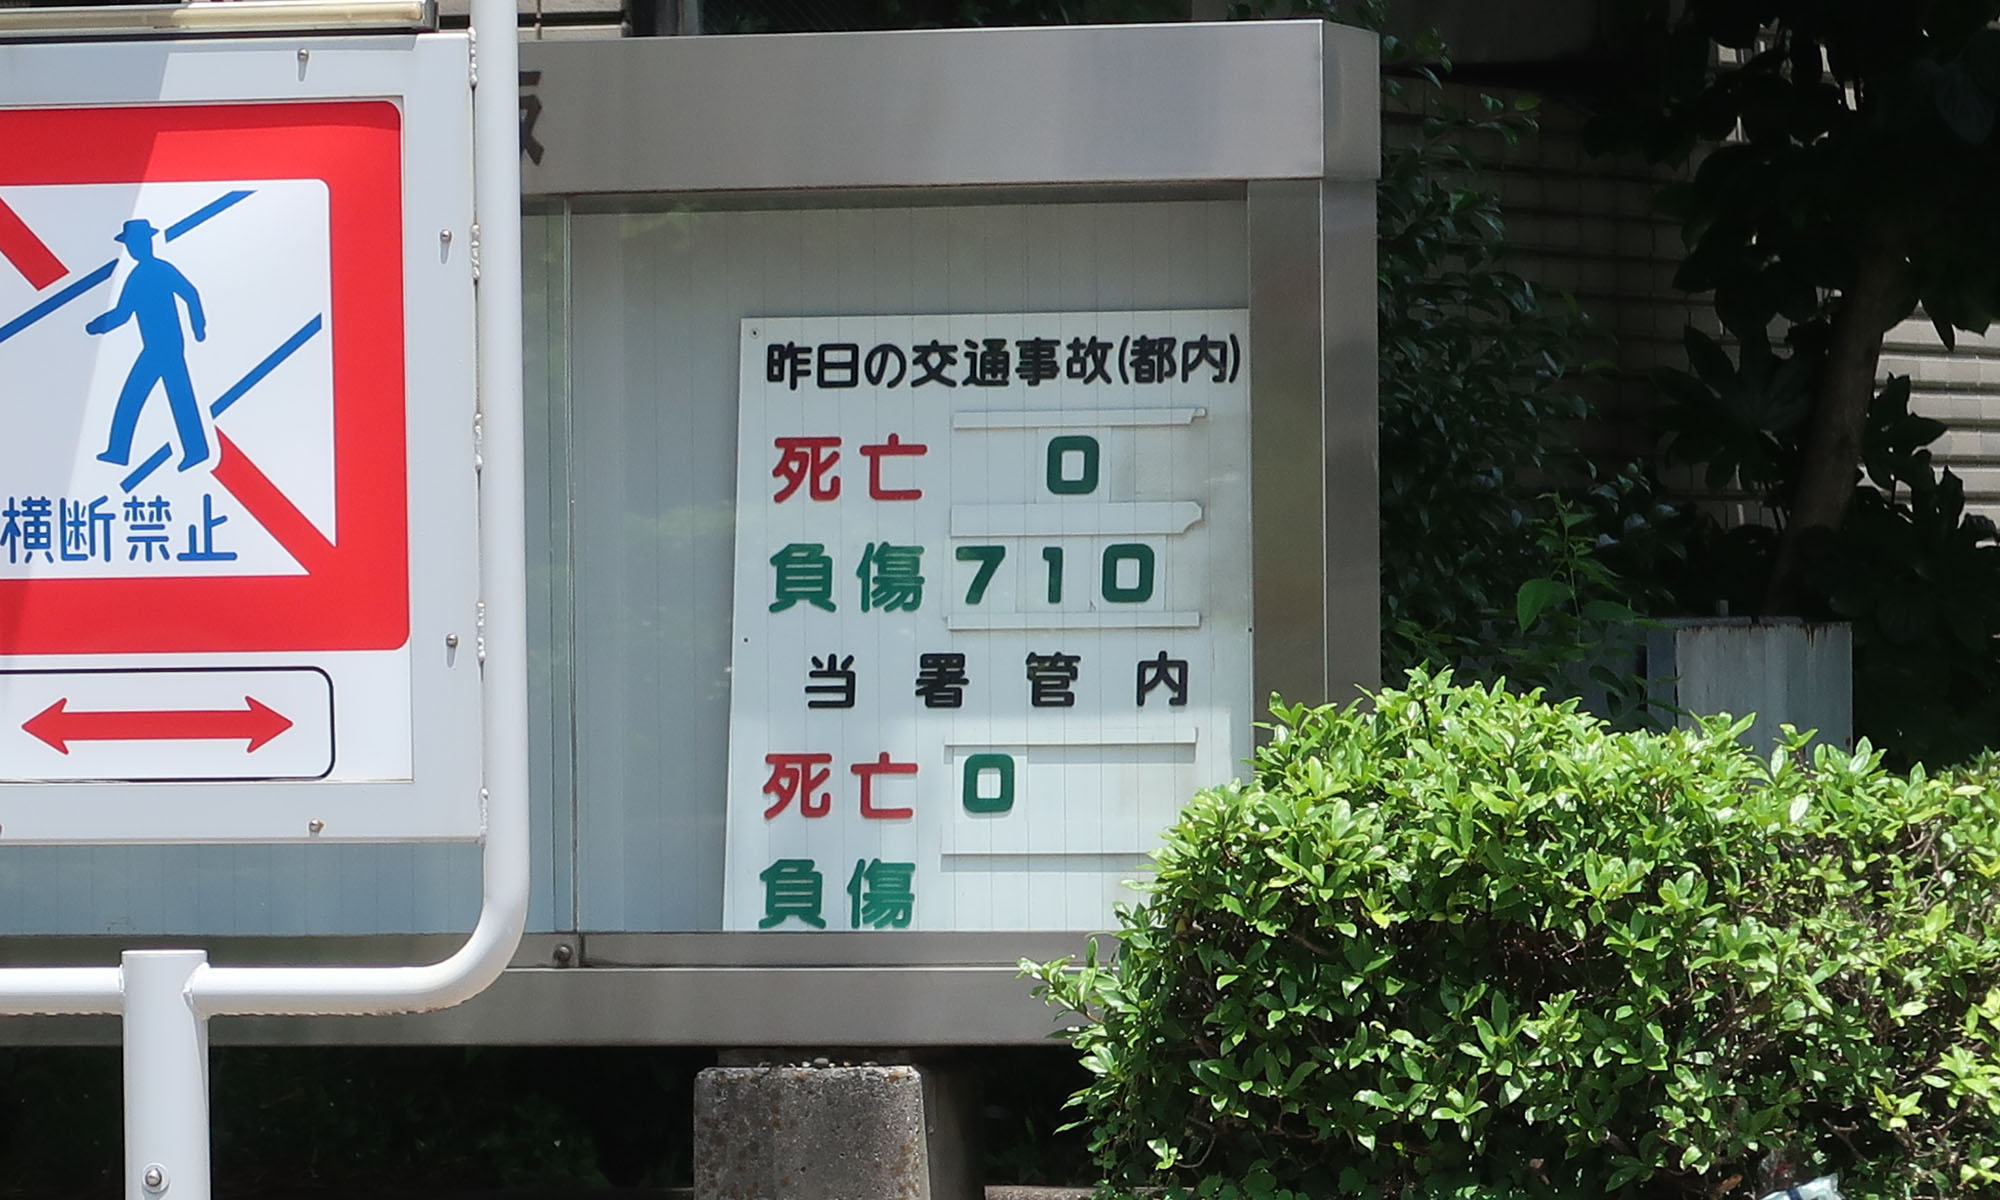 横断禁止
昨日の交通事故(都内)
死亡 0
負傷 710
当署管内
死亡 0
負傷